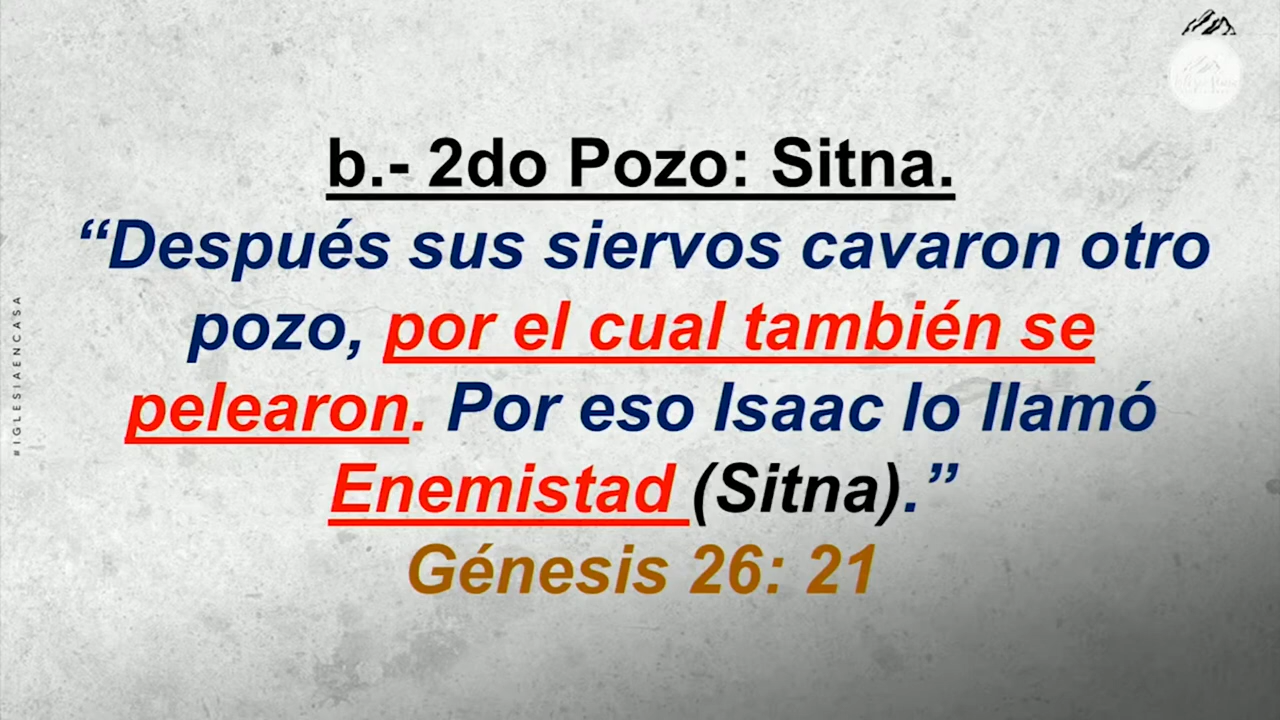 b.- 2do Pozo: Sitna.
“Después sus siervos cavaron otro
pozo, por el cual también se
pelearon. Por eso Isaac lo llamó
Enemistad (Sitna).”
Génesis 26: 21
#IGLESIAENCASA